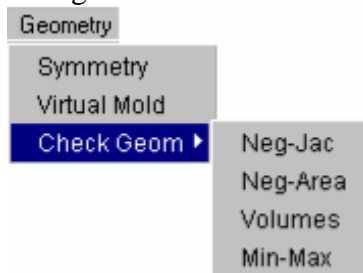 Geometry
Symmetry
Virtual Mold
Check Geom
Neg-Jac
Neg-Area
Volumes
Min-Max